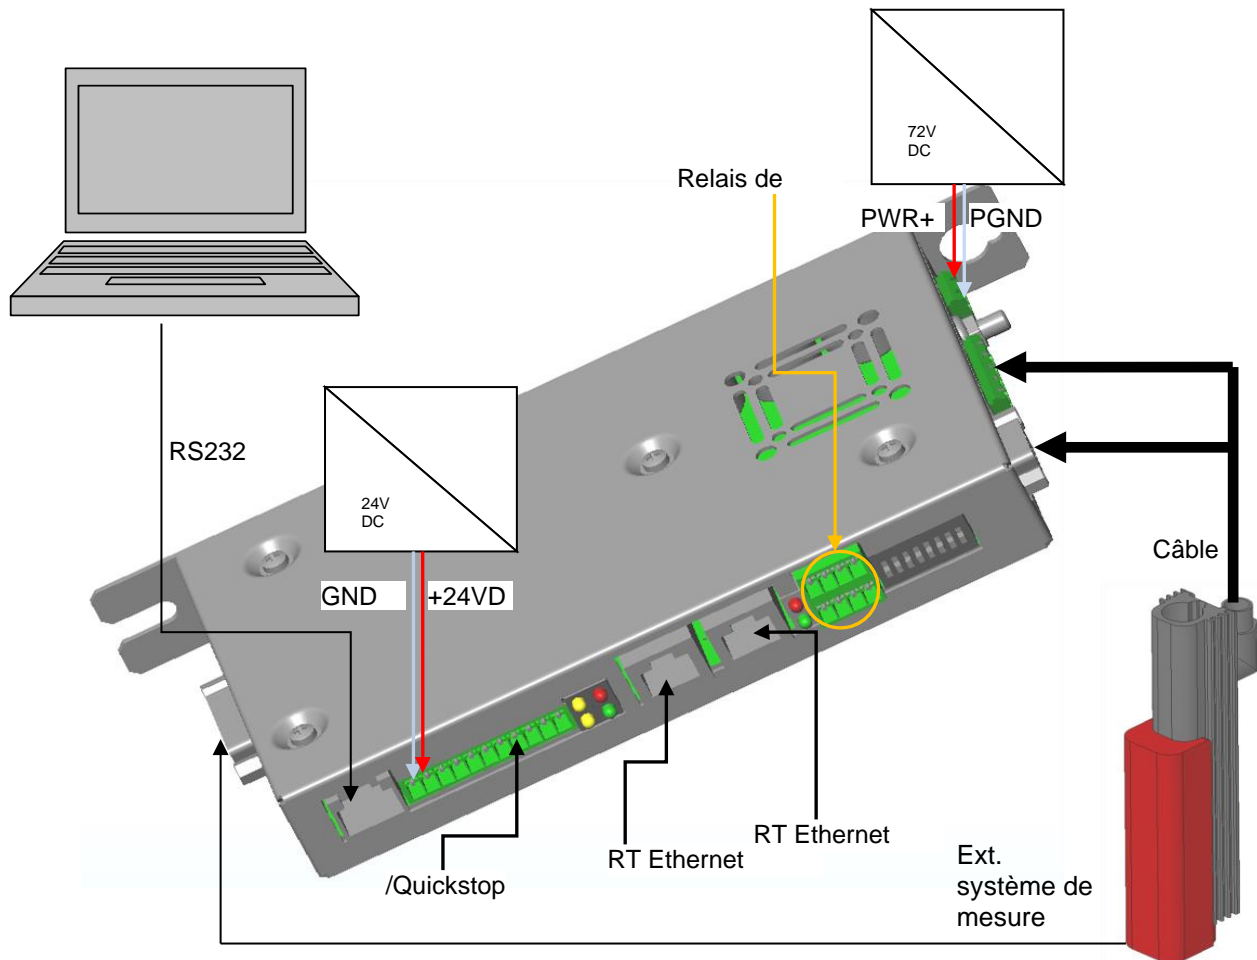 72V
DC
Relais de
PWR+
PGND
RS232
24V
DC
GND
+24VD
Câble
RT Ethernet
RT Ethernet
/Quickstop
Ext.
système de
mesure